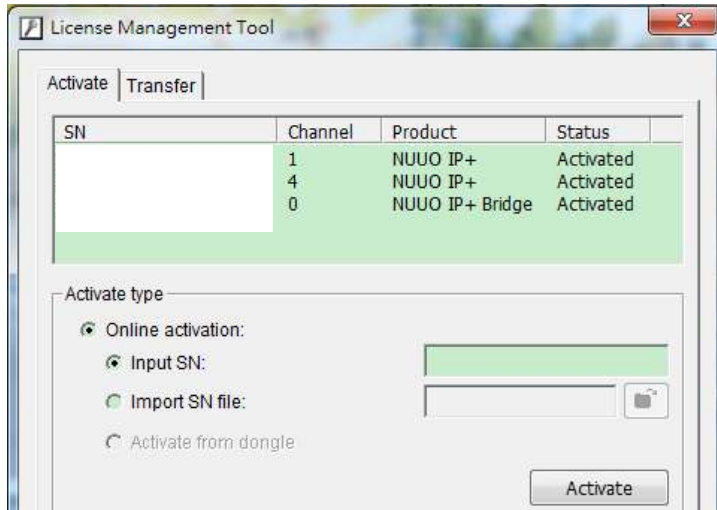 License Management Tool
Activate Transfer
SN Channel Product Status
1 NUUO IP+ Activated
4 NUUO IP+ Activated
0 NUUO IP+ Bridge Activated
Activate type
Online activation:
Input SN:
Import SN file:
Activate from dongle
Activate